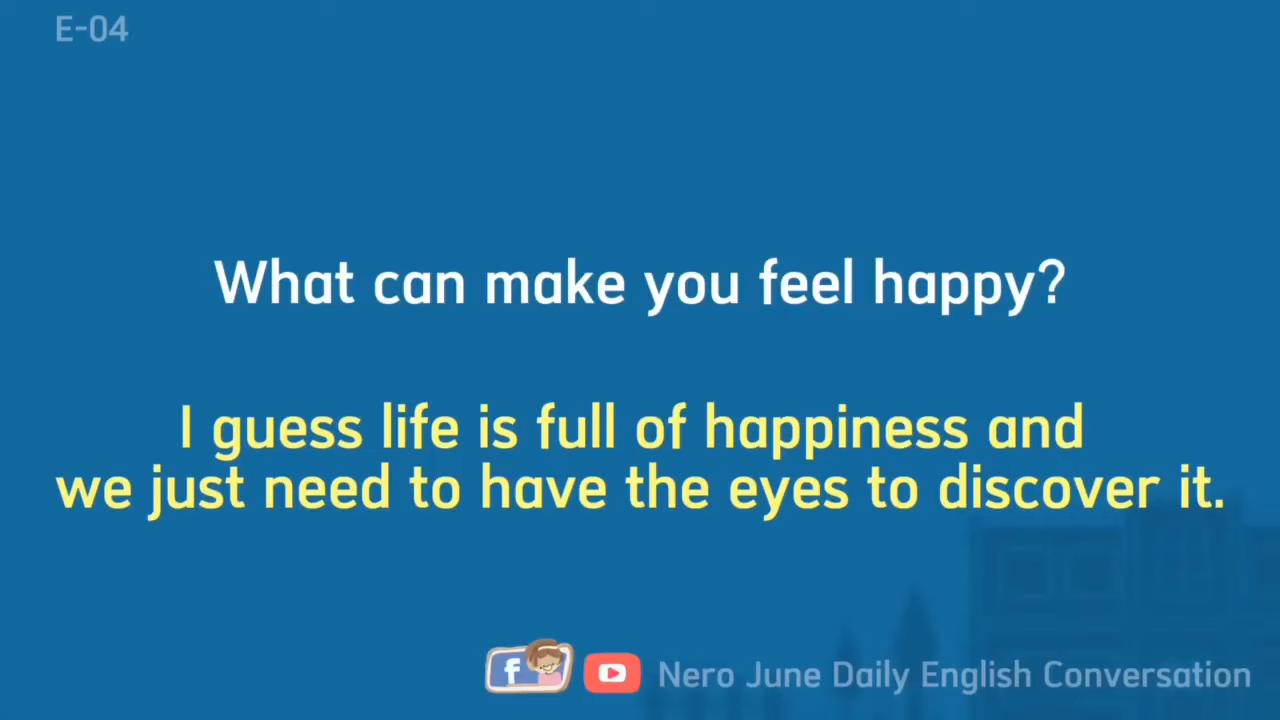 E-04
What can make you feel happy?
I guess life is full of happiness and
we just need to have the eyes to discover it.
f
Nero June Daily English Conversation